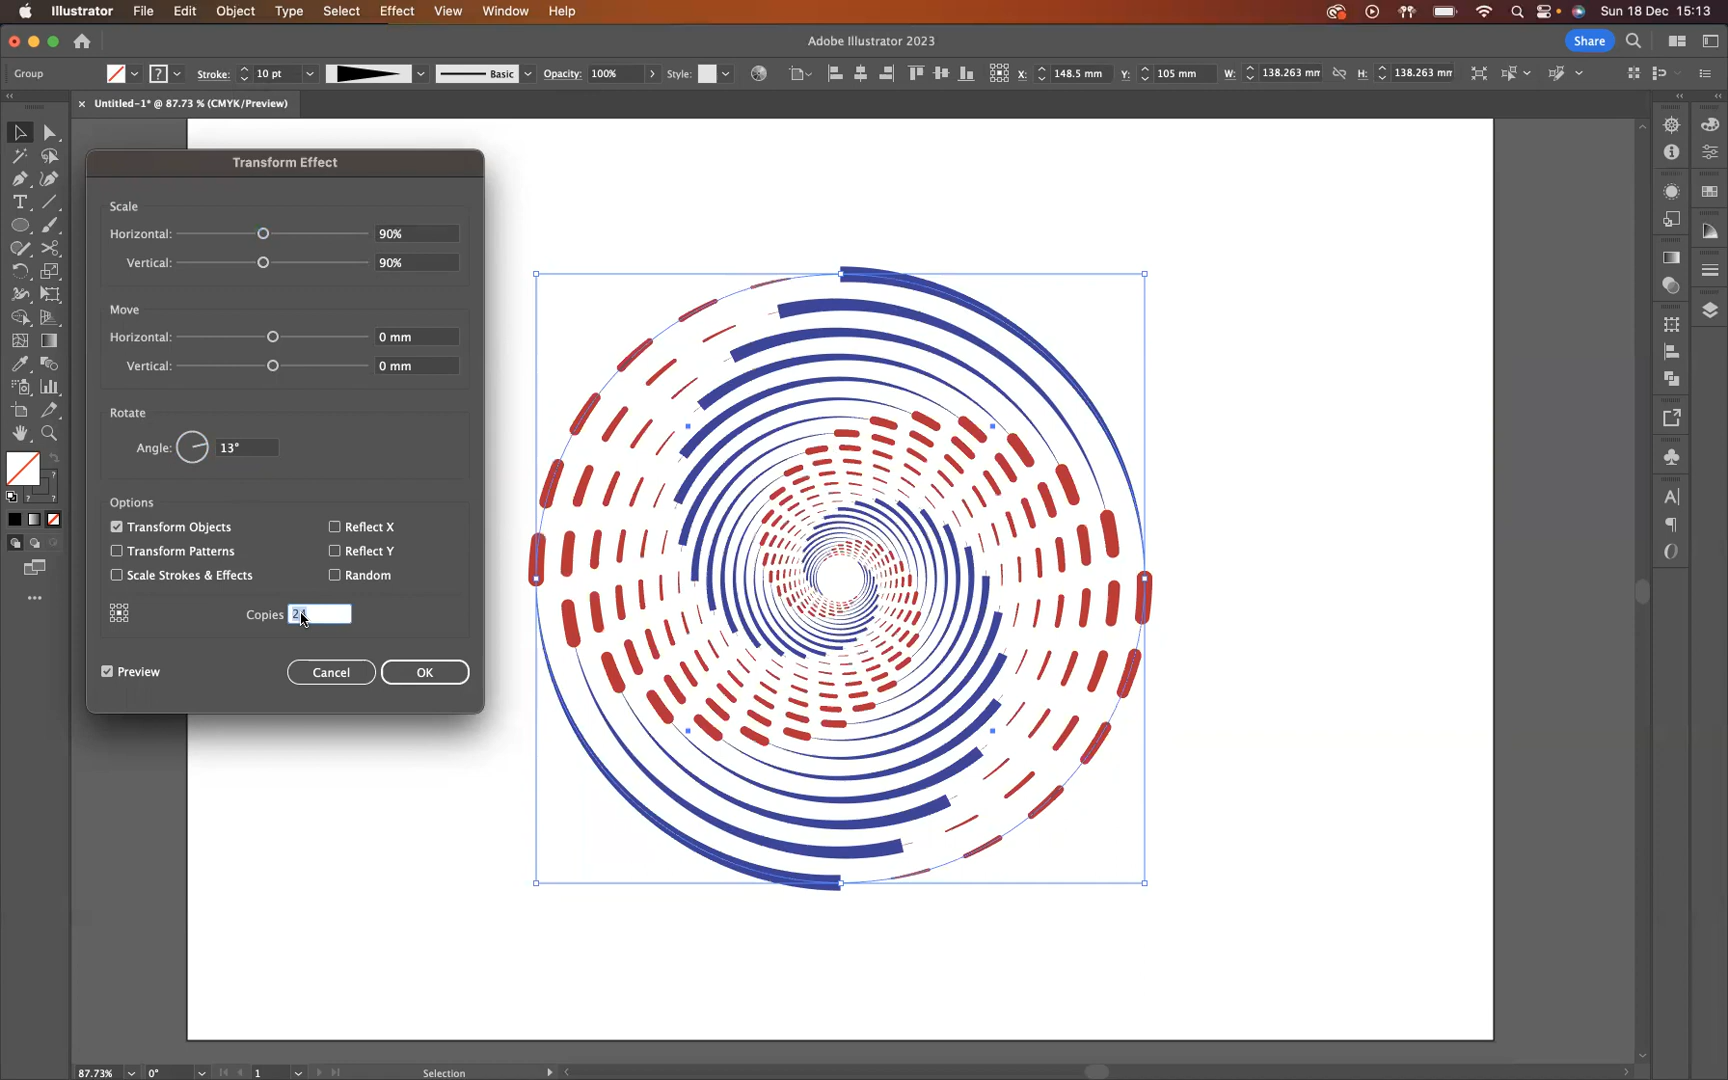 Illustrator File Edit Object Type Select Effect View Window Help Sun 18 Dec 15:13
Adobe Illustrator 2023 Share
Group Stroke: 10 pt Basic Opacity: 100% Style: X: 148.5 mm Y: 105 mm W: 138.263 mm H: 138.263 mm
× Untitled-1* @ 87.73 % (CMYK/Preview)
Transform Effect
Scale
Horizontal: 90%
Vertical: 90%
Move
Horizontal: 0 mm
Vertical: 0 mm
Rotate
Angle: 13°
Options
Transform Objects Reflect X
Transform Patterns Reflect Y
Scale Strokes & Effects Random
Copies
Preview Cancel OK
87.73% 0° 1 Selection